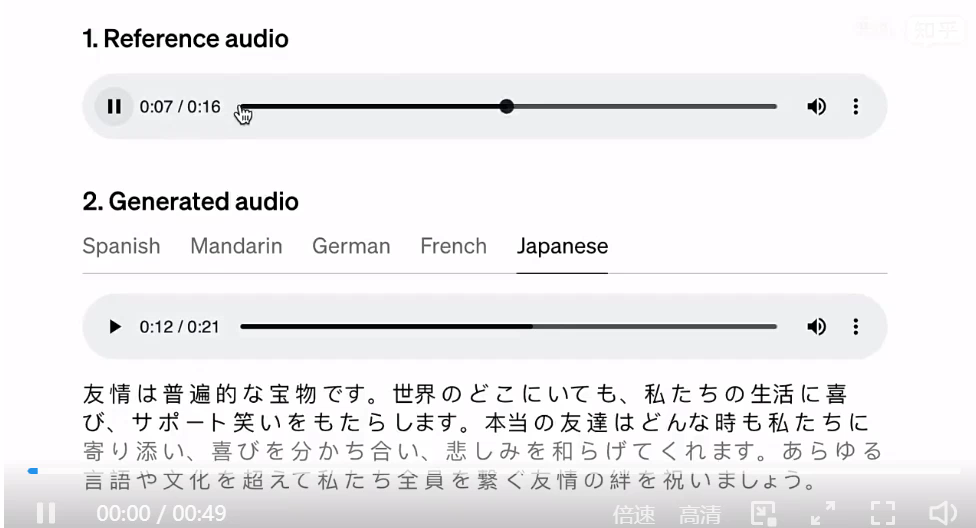 知乎
1. Reference audio
0:07 / 0:16
2. Generated audio
Spanish Mandarin German French Japanese
0:12 / 0:21
友情は普遍的な宝物です。世界のどこにいても、私たちの生活に喜
び、サポート笑いをもたらします。本当の友達はどんな時も私たちに
寄り添い、喜びを分かち合い、悲しみを和らげてくれます。あらゆる
言語や文化を超えて私たち全員を繋ぐ友情の絆を祝いましょう。
00:00 / 00:49 倍速 高清